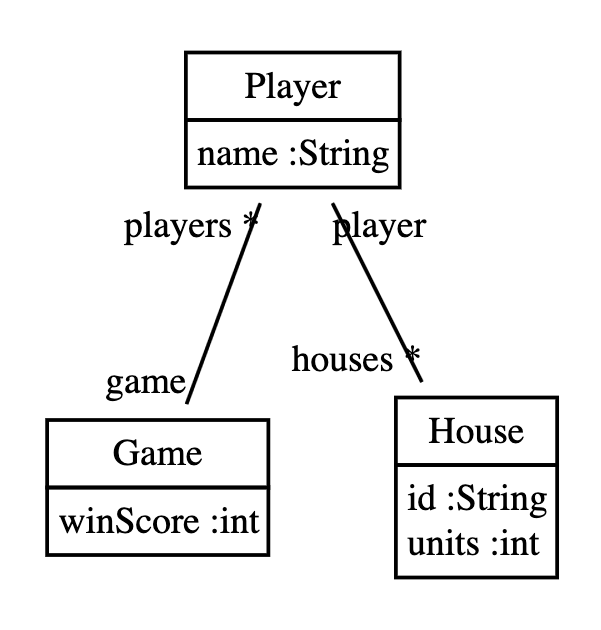 Player
name :String
players *
player
houses *
game
Game
winScore :int
House
id :String
units :int